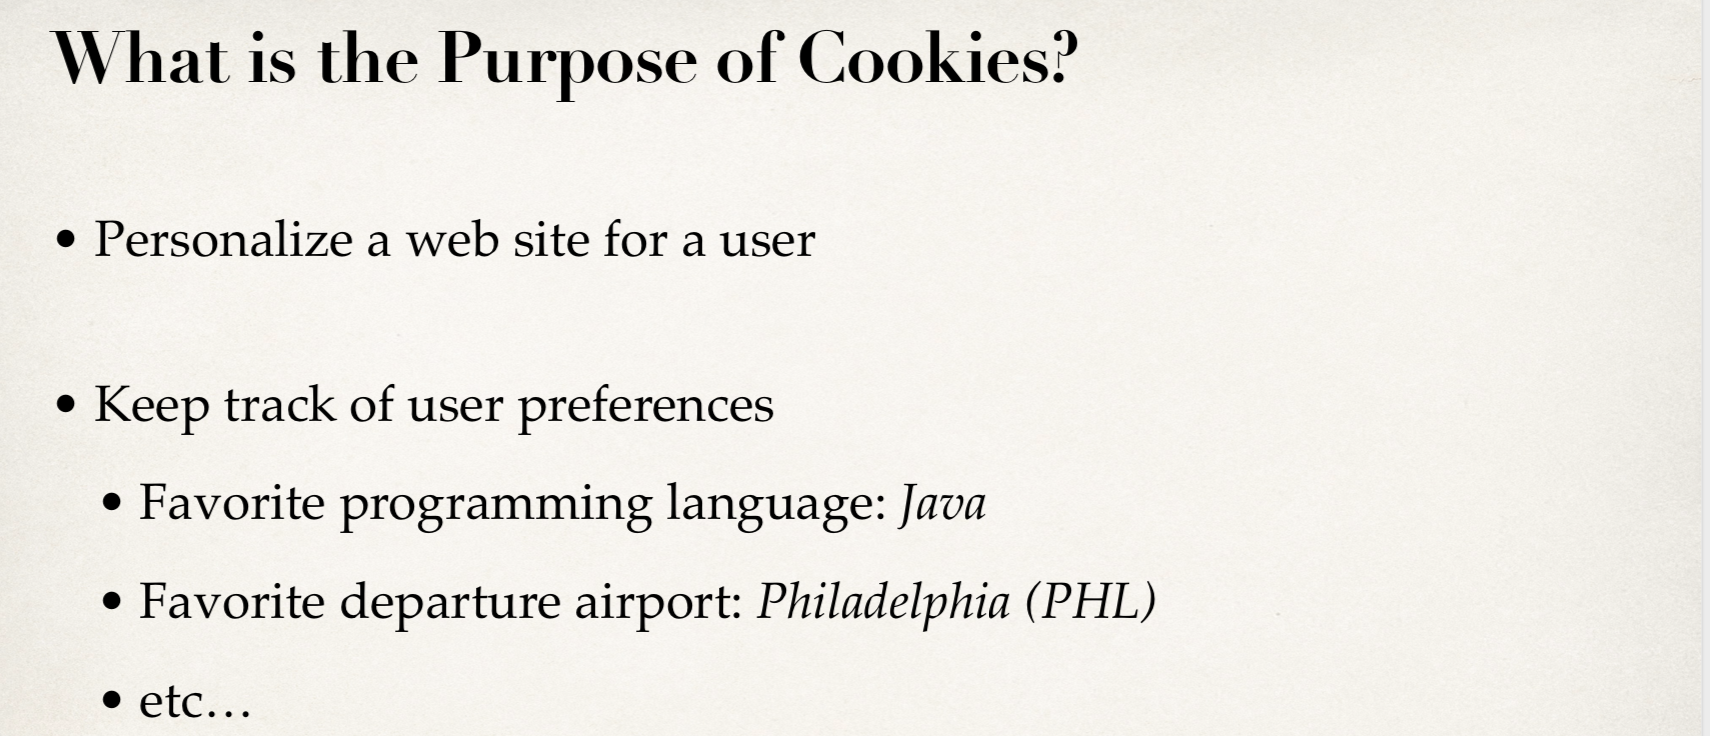 What is the Purpose of Cookies?
• Personalize a web site for a user
• Keep track of user preferences
• Favorite programming language: Java
• Favorite departure airport: Philadelphia (PHL)
• etc…